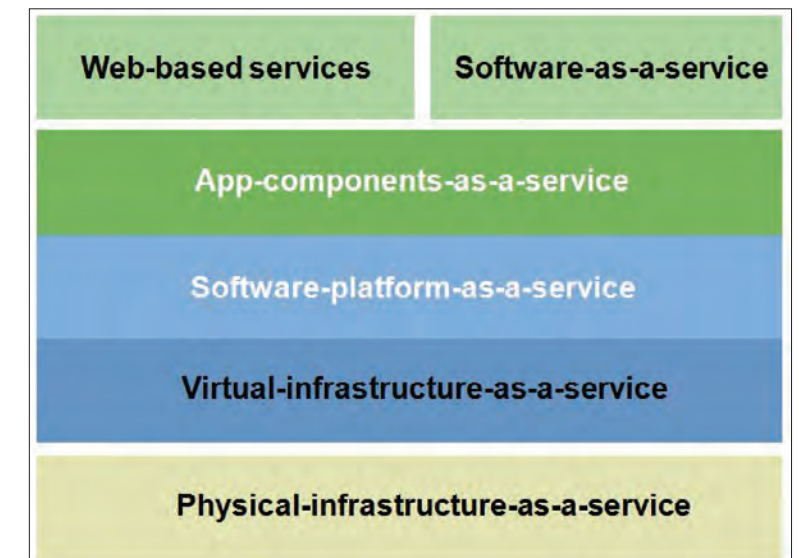 Web-based services
Software-as-a-service
App-components-as-a-service
Software-platform-as-a-service
Virtual-infrastructure-as-a-service
Physical-infrastructure-as-a-service